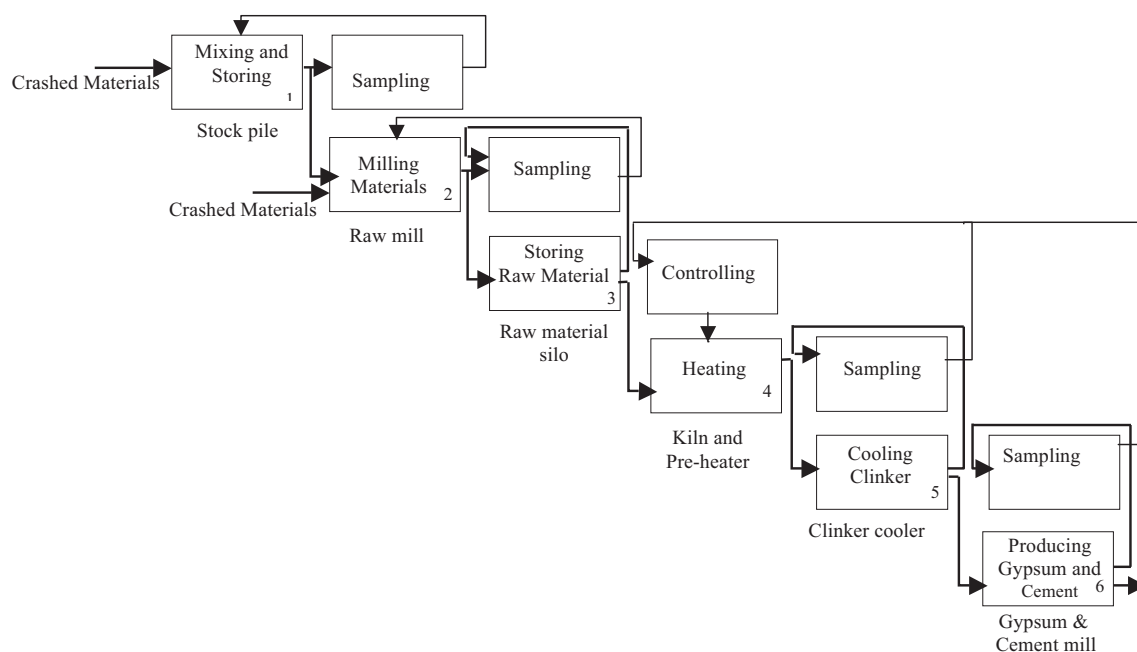 Mixing and
Storing
1
Crashed Materials
Sampling
Stock pile
Milling
Materials
2
Sampling
Crashed Materials
Raw mill
Storing
Raw Material
3
Controlling
Raw material
silo
Heating
4
Sampling
Kiln and
Pre-heater
Cooling
Clinker
5
Sampling
Clinker cooler
Producing
Gypsum and
Cement
6
Gypsum &
Cement mill